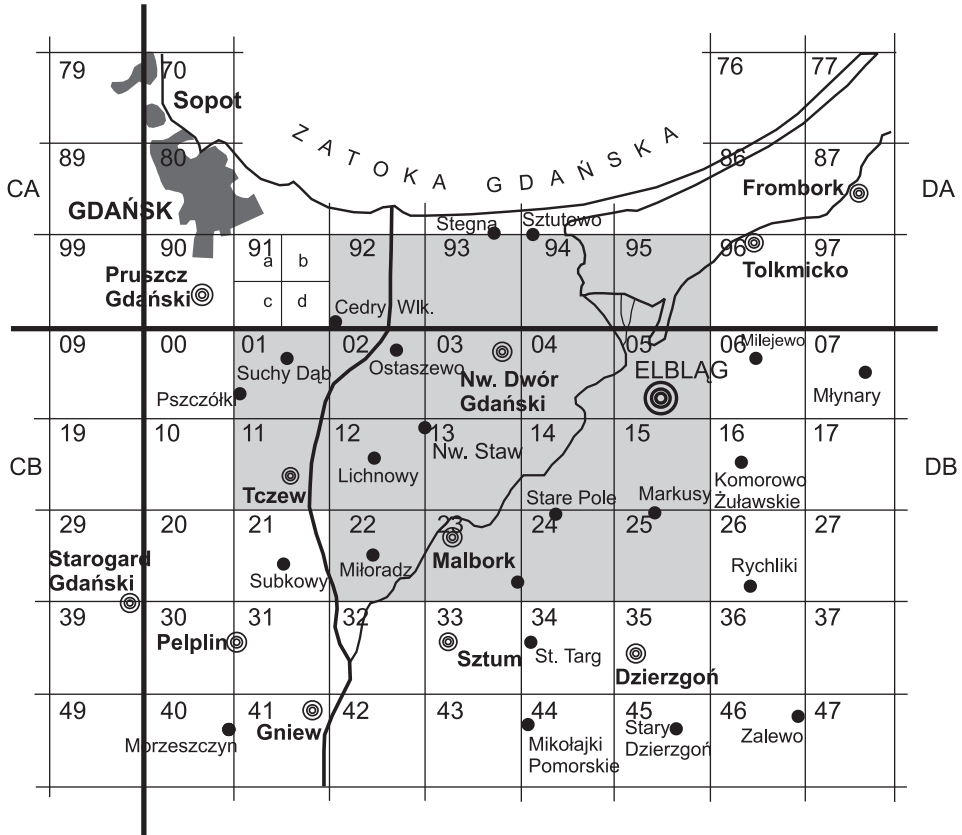 79 70 76 77
Sopot
ZATOKA GDAŃSKA
89 80 86 87
CA DA
Frombork
GDAŃSK
Stegna Sztutowo
99 90 91 92 93 94 95 96 97
a b
Tolkmicko
Pruszcz
Gdański
c d
Cedry Wlk.
09 00 01 02 03 04 05 06 07
Milejewo
Suchy Dąb
Ostaszewo
ELBLĄG
Nw. Dwór
Gdański
Pszczółki
Młynary
19 10 11 12 13 14 15 16 17
Nw. Staw
CB DB
Lichnowy
Komorowo
Żuławskie
Tczew
Stare Pole
Markusy
29 20 21 22 23 24 25 26 27
Starogard
Gdański
Subkowy
Miłoradz
Malbork
Rychliki
39 30 31 32 33 34 35 36 37
Pelplin
Sztum
St. Targ
Dzierzgoń
49 40 41 42 43 44 45 46 47
Gniew
Morzeszczyn
Mikołajki
Pomorskie
Stary
Dzierzgoń
Zalewo